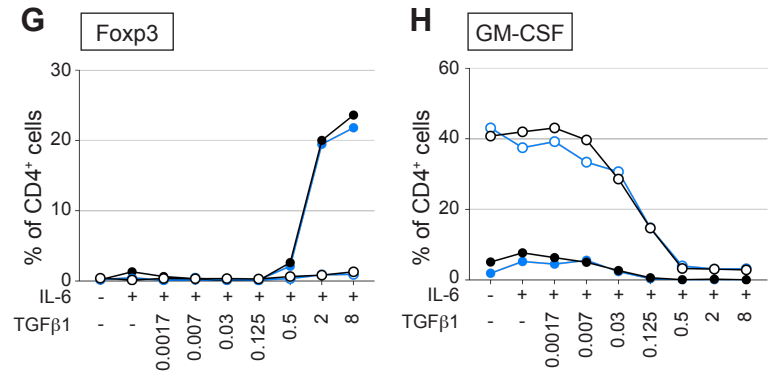 G
Foxp3
% of CD4⁺ cells
30
20
10
0
IL-6 - + + + + + + + +
TGFβ1 - - 0.0017 0.007 0.03 0.125 0.5 2 8
H
GM-CSF
% of CD4⁺ cells
60
40
20
0
IL-6 - + + + + + + + +
TGFβ1 - - 0.0017 0.007 0.03 0.125 0.5 2 8